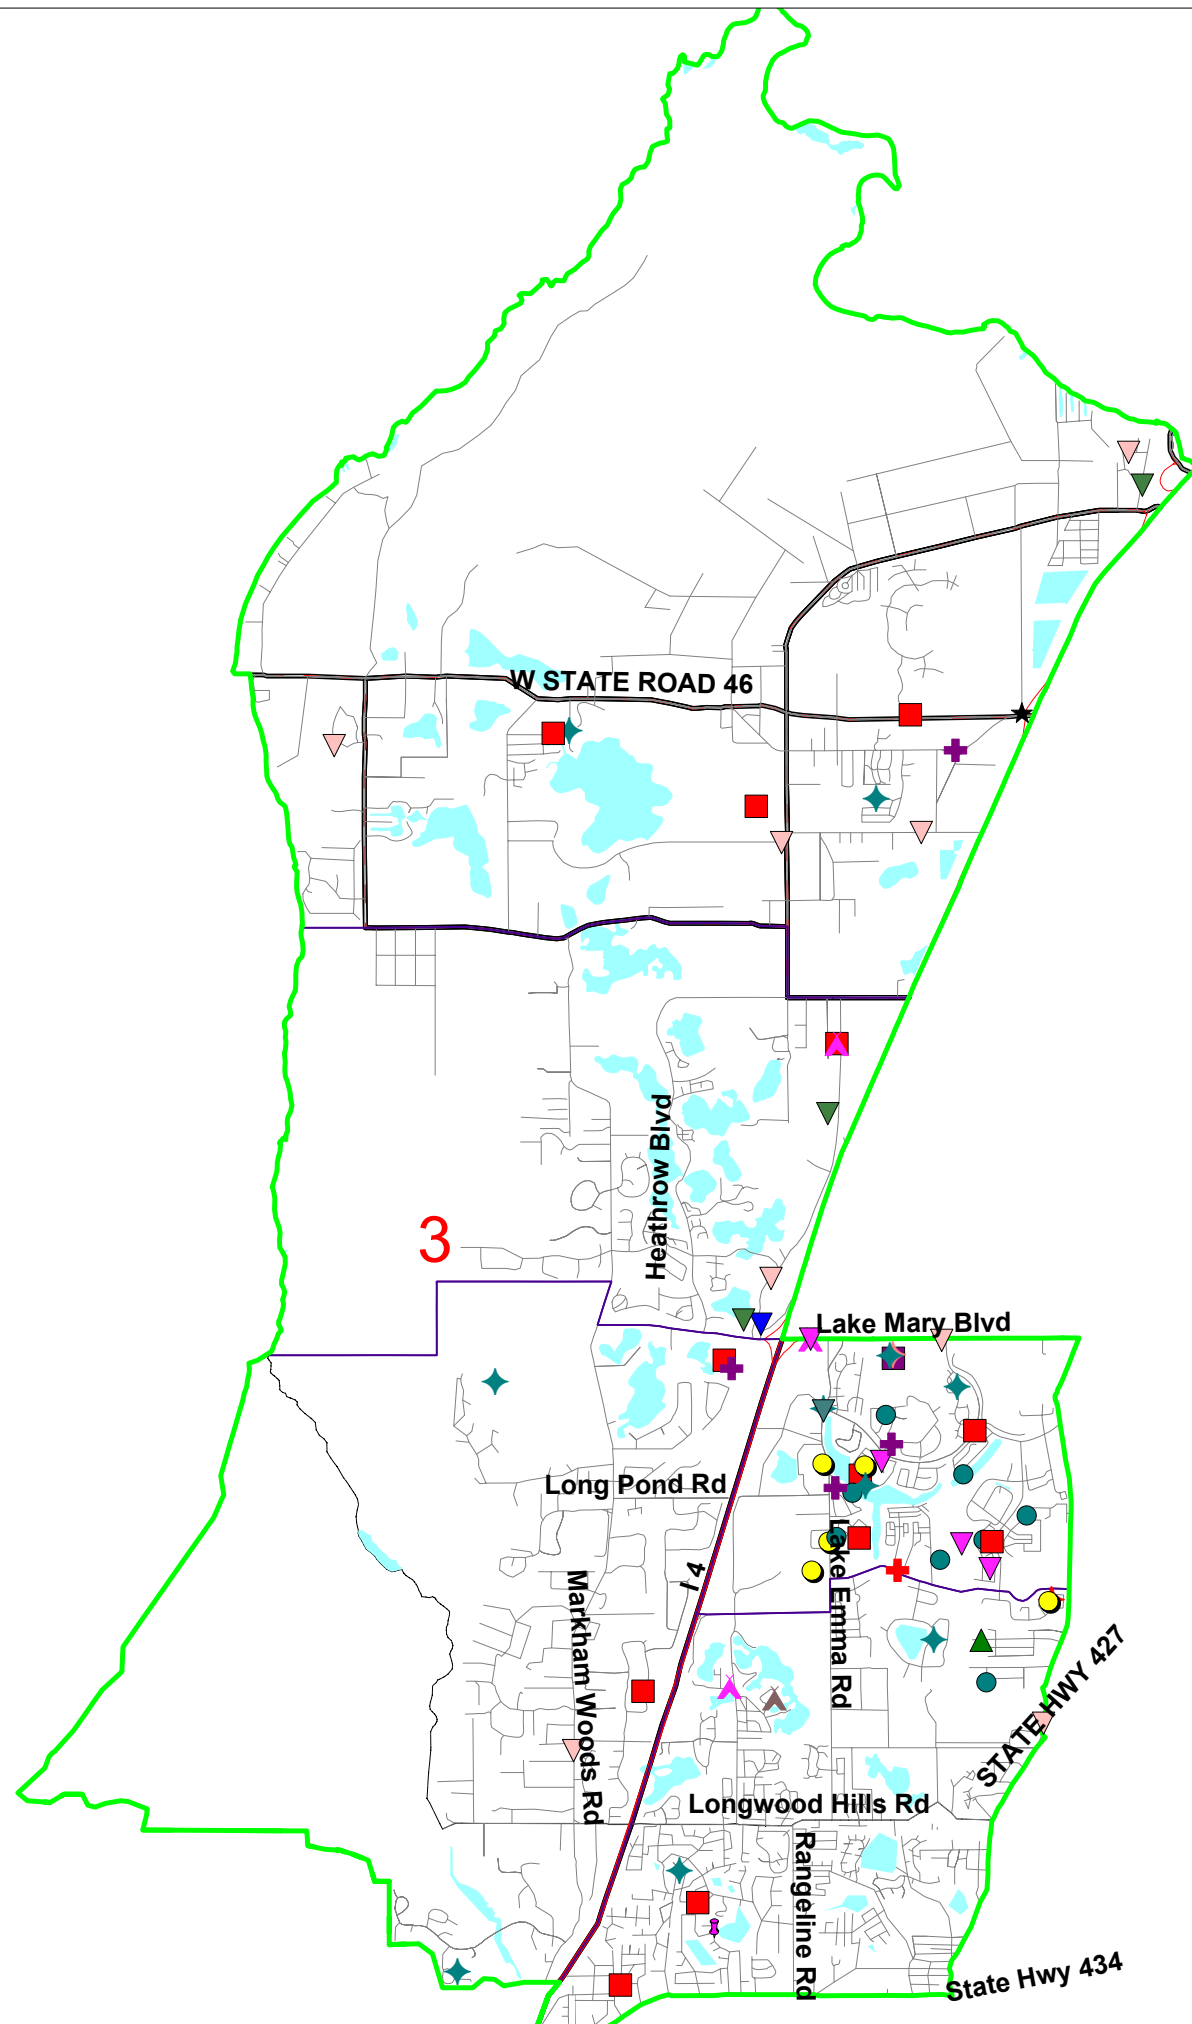 W STATE ROAD 46
Heathrow Blvd
3
Lake Mary Blvd
Long Pond Rd
I 4
Lake Emma Rd
Markham Woods Rd
STATE HWY 427
Longwood Hills Rd
Rangeline Rd
State Hwy 434